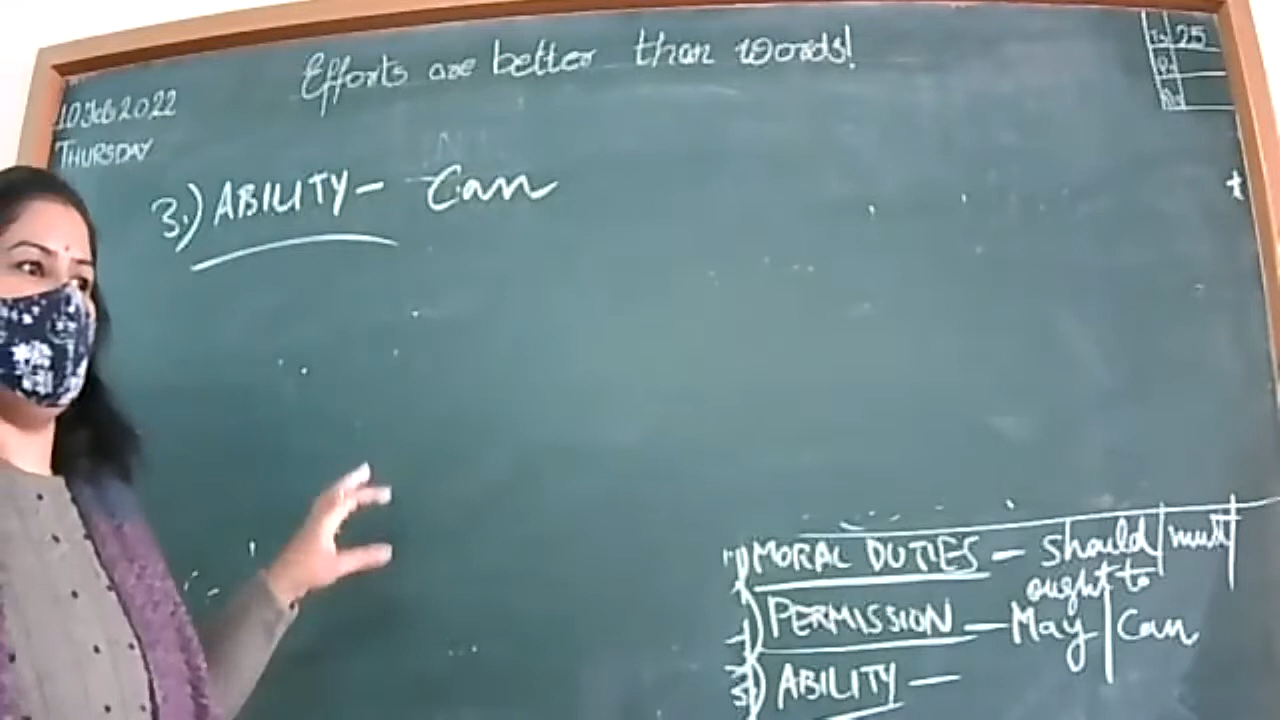 Efforts are better than words!
10 Feb 2022
THURSDAY
25
3.) ABILITY - Can
1) MORAL DUTIES - should/must/
ought to
PERMISSION - May/Can
3) ABILITY -